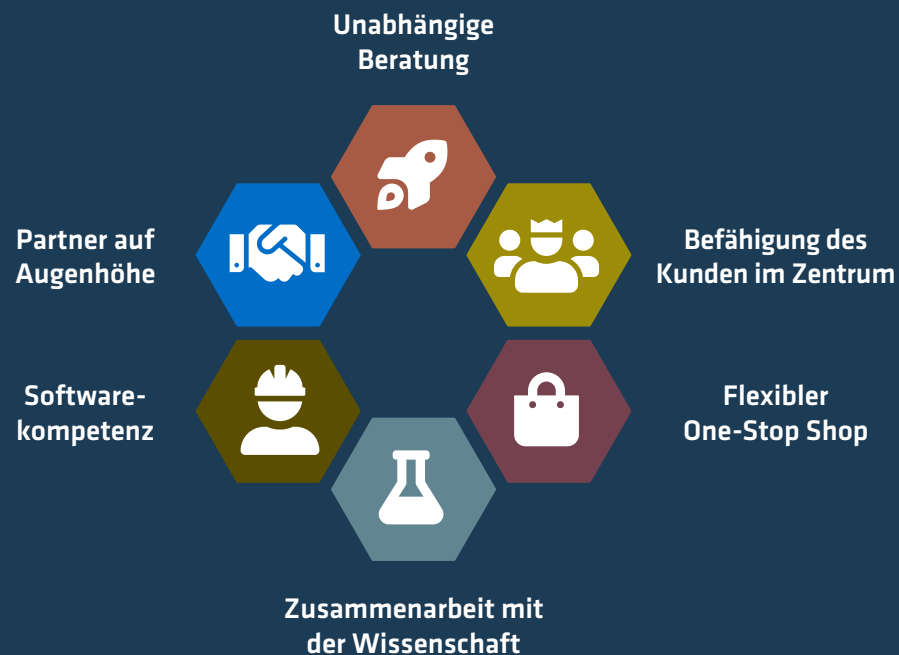 Unabhängige
Beratung
Partner auf
Augenhöhe
Befähigung des
Kunden im Zentrum
Software-
kompetenz
Flexibler
One-Stop Shop
Zusammenarbeit mit
der Wissenschaft